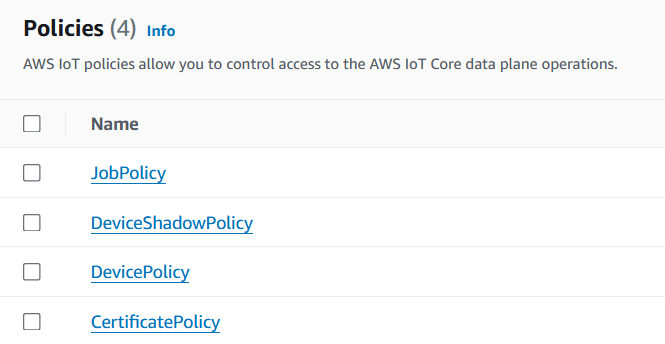 Policies (4) Info
AWS IoT policies allow you to control access to the AWS IoT Core data plane operations.
Name
JobPolicy
DeviceShadowPolicy
DevicePolicy
CertificatePolicy